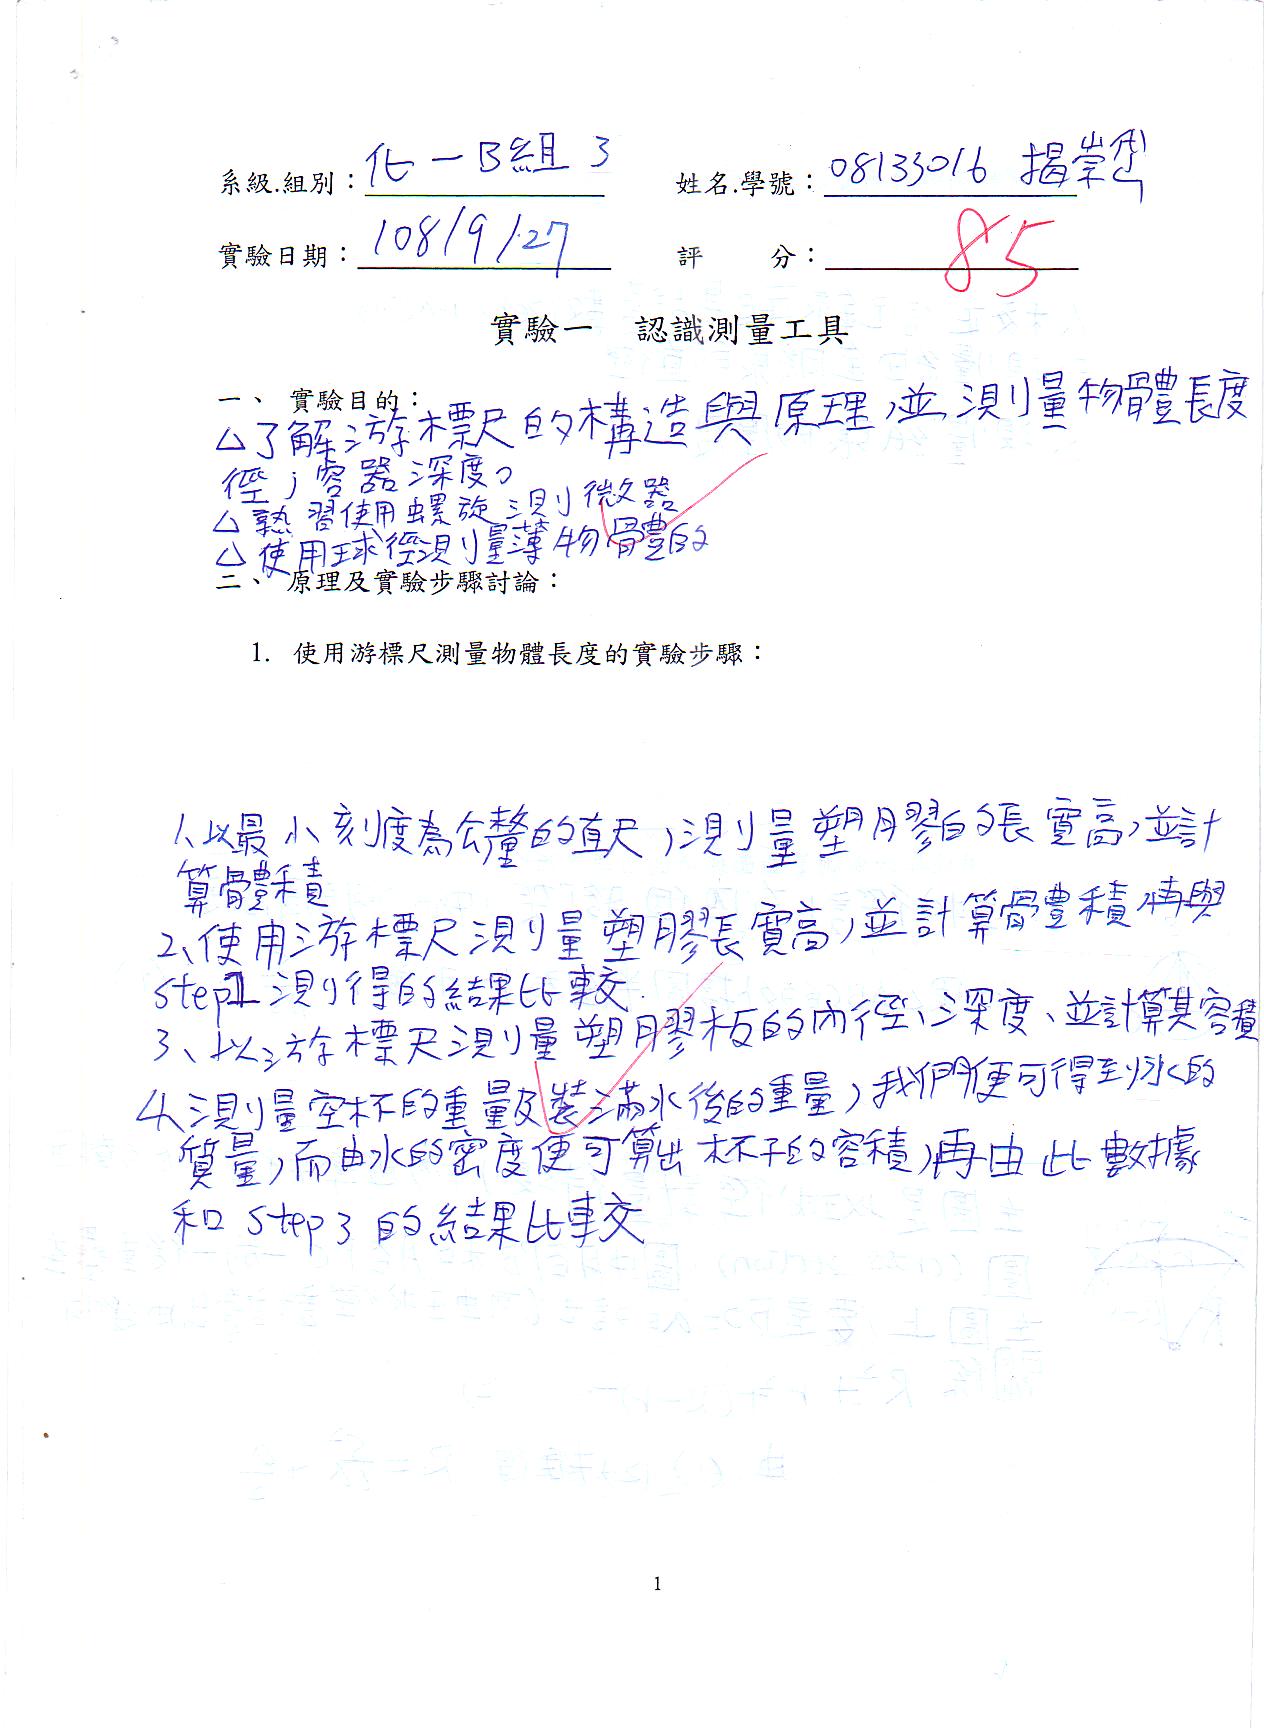 系級.組別：化一B組 3 姓名.學號：08133016 揭崇
實驗日期：108/9/27 評 分：85
實驗一 認識測量工具
一、 實驗目的：
△了解游標尺的構造與原理,並測量物體長度
徑;容器深度。
△熟習使用螺旋測微器
△使用球徑測量薄物體的
二、 原理及實驗步驟討論：
1. 使用游標尺測量物體長度的實驗步驟：
1、以最小刻度為公釐的直尺,測量塑膠的長寬高,並計
算體積
2、使用游標尺測量塑膠長寬高,並計算體積,再與
step1測得的結果比較
3、以游標尺測量塑膠板的內徑、深度、並計算其容積
4、測量空杯的重量及裝滿水後的重量,我們便可得到水的
質量,而由水的密度便可算出杯子的容積,再由此數據
和 step 3 的結果比較
1